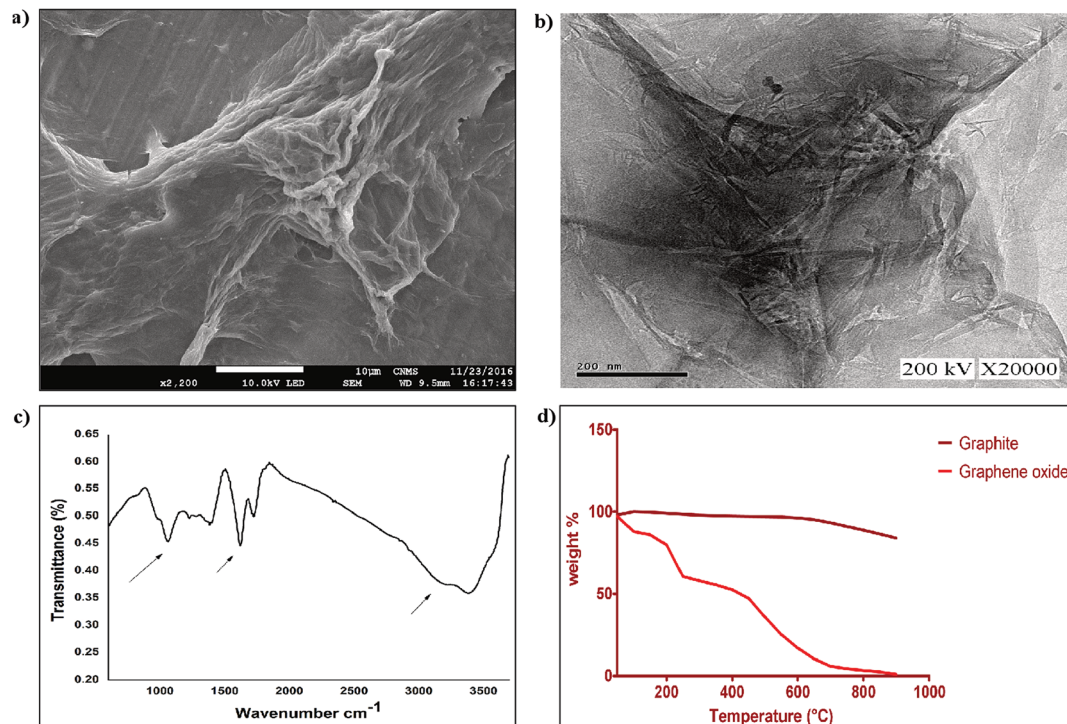 a)
10µm CNMS 11/23/2016
x2,200 10.0kV LED SEM WD 9.5mm 16:17:43
b)
200 nm
200 kV X20000
c)
0.65
0.60
0.55
0.50
0.45
0.40
0.35
0.30
0.25
0.20
Transmittance (%)
1000 1500 2000 2500 3000 3500
Wavenumber cm-1
d)
150
100
50
0
weight %
Graphite
Graphene oxide
200 400 600 800 1000
Temperature (°C)